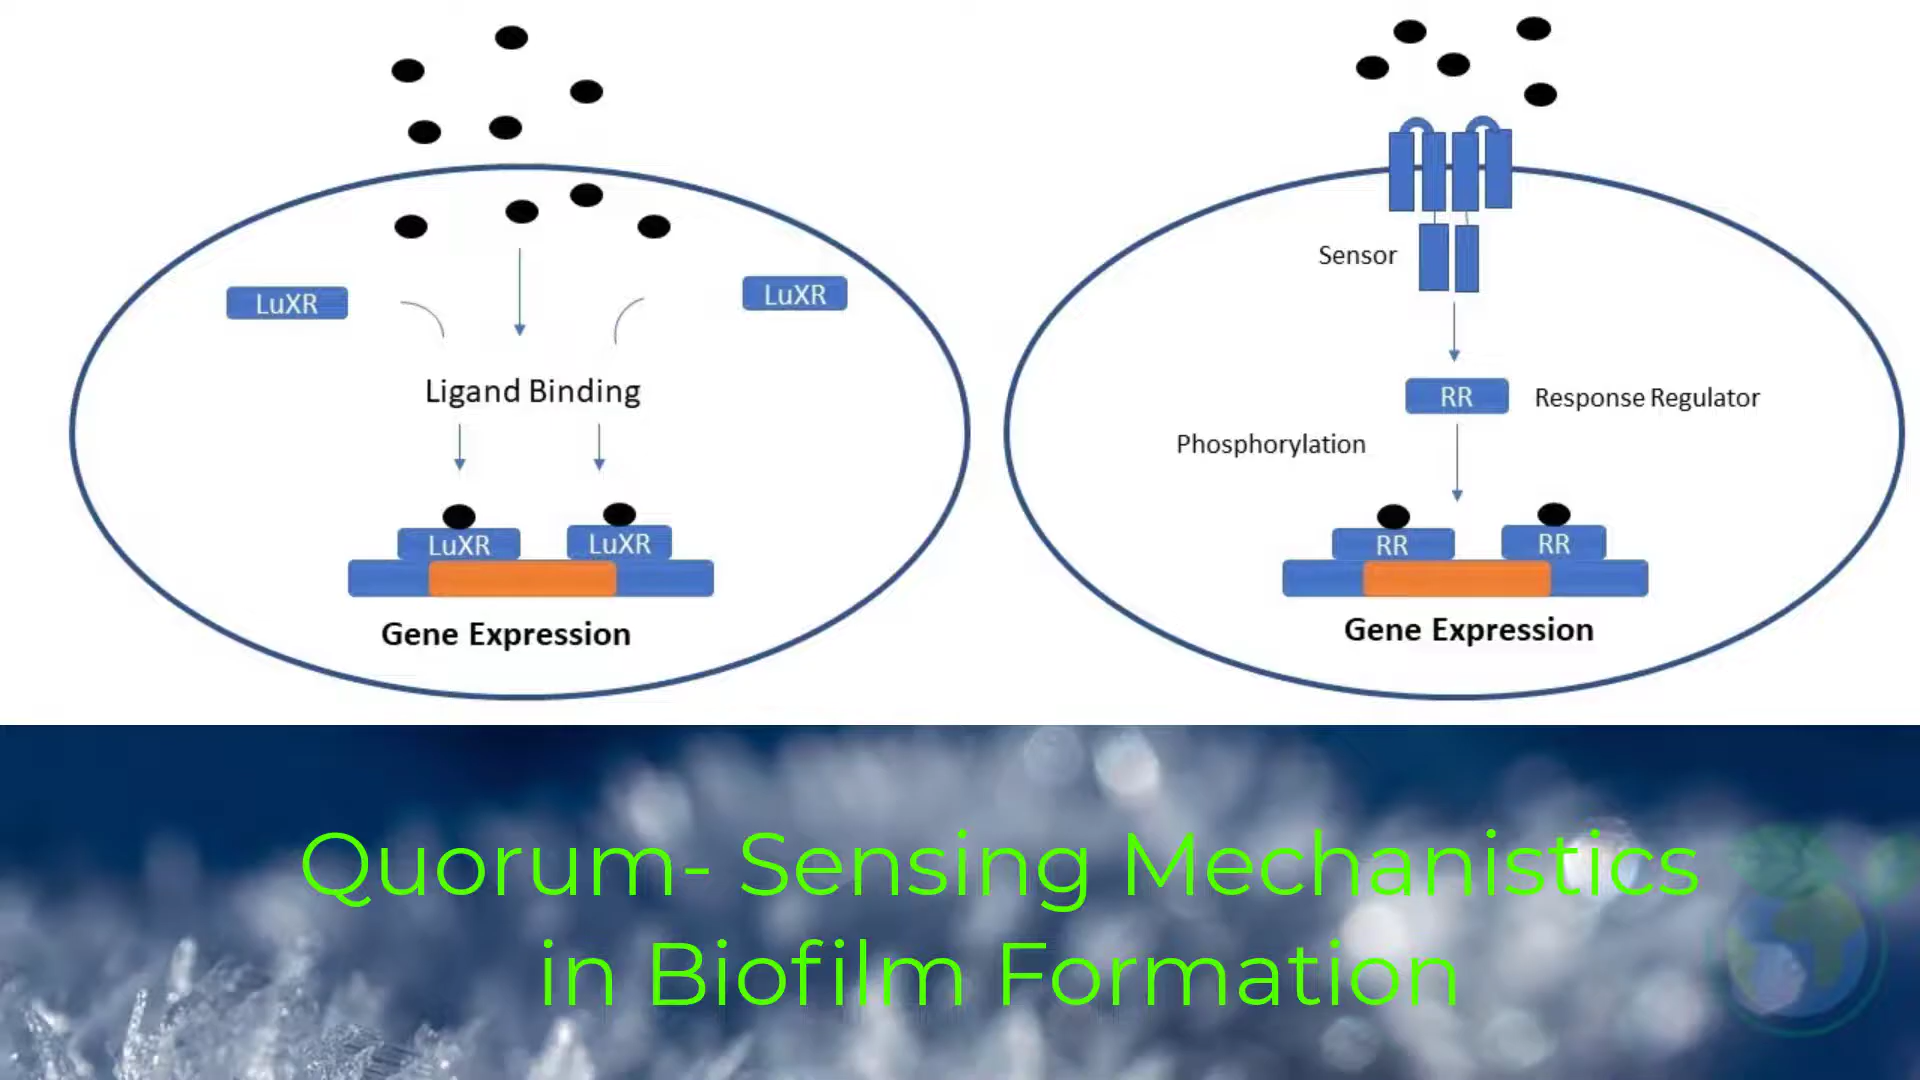 LuXR
LuXR
Ligand Binding
LuXR
LuXR
Gene Expression
Sensor
RR
Response Regulator
Phosphorylation
RR
RR
Gene Expression
Quorum- Sensing Mechanistics
in Biofilm Formation